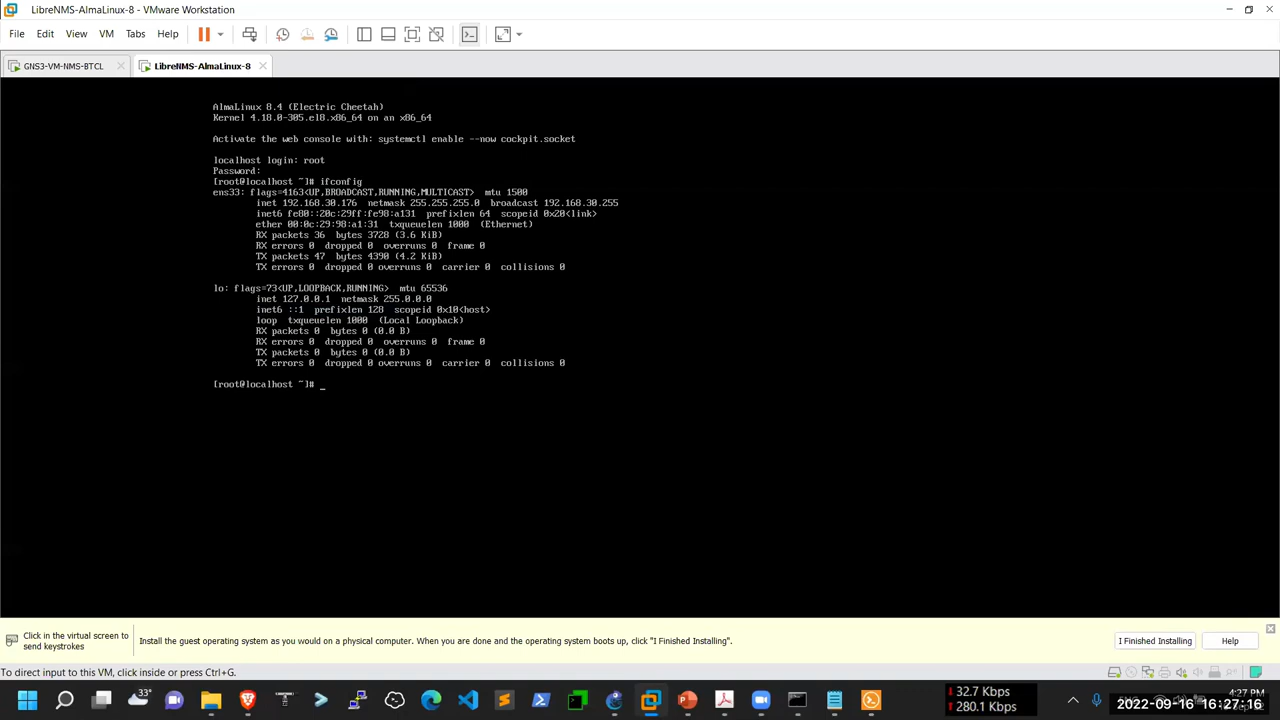 LibreNMS-AlmaLinux-8 - VMware Workstation
File Edit View VM Tabs Help
GNS3-VM-NMS-BTCL LibreNMS-AlmaLinux-8
AlmaLinux 8.4 (Electric Cheetah)
Kernel 4.18.0-305.el8.x86_64 on an x86_64
Activate the web console with: systemctl enable --now cockpit.socket
localhost login: root
Password:
[root@localhost ~]# ifconfig
ens33: flags=4163<UP,BROADCAST,RUNNING,MULTICAST>  mtu 1500
inet 192.168.30.176  netmask 255.255.255.0  broadcast 192.168.30.255
inet6 fe80::20c:29ff:fe98:a131  prefixlen 64  scopeid 0x20<link>
ether 00:0c:29:98:a1:31  txqueuelen 1000  (Ethernet)
RX packets 36  bytes 3728 (3.6 KiB)
RX errors 0  dropped 0  overruns 0  frame 0
TX packets 47  bytes 4390 (4.2 KiB)
TX errors 0  dropped 0 overruns 0  carrier 0  collisions 0
lo: flags=73<UP,LOOPBACK,RUNNING>  mtu 65536
inet 127.0.0.1  netmask 255.0.0.0
inet6 ::1  prefixlen 128  scopeid 0x10<host>
loop  txqueuelen 1000  (Local Loopback)
RX packets 0  bytes 0 (0.0 B)
RX errors 0  dropped 0  overruns 0  frame 0
TX packets 0  bytes 0 (0.0 B)
TX errors 0  dropped 0 overruns 0  carrier 0  collisions 0
[root@localhost ~]# _
Click in the virtual screen to
send keystrokes
Install the guest operating system as you would on a physical computer. When you are done and the operating system boots up, click "I Finished Installing".
I Finished Installing Help
To direct input to this VM, click inside or press Ctrl+G.
33°
32.7 Kbps
280.1 Kbps
4:27 PM
2022-09-16 16:27:16